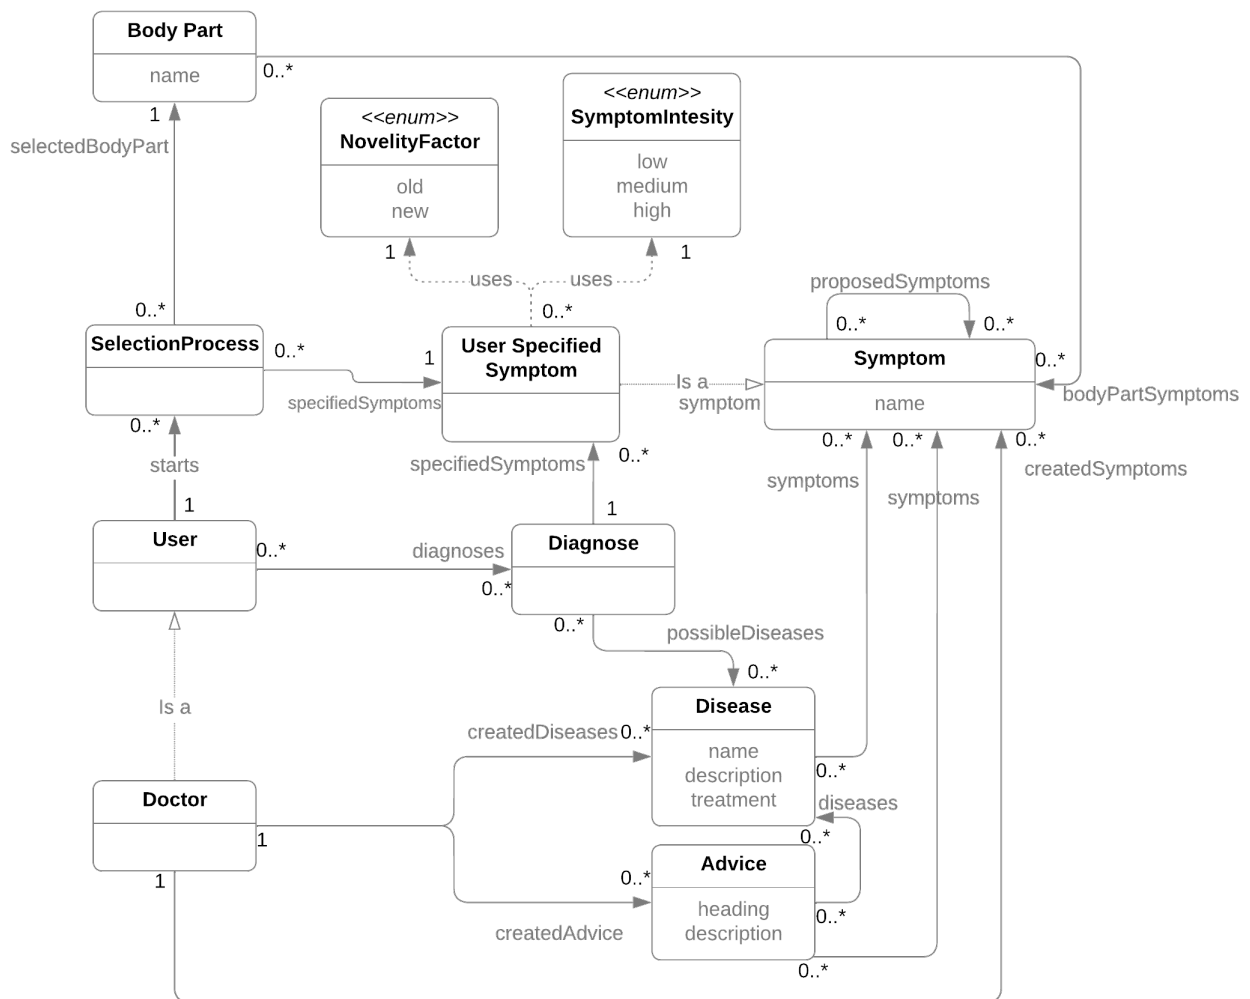 Body Part
name
0..*
1
selectedBodyPart
<<enum>>
NovelityFactor
old
new
1
<<enum>>
SymptomIntesity
low
medium
high
1
uses
uses
0..*
0..*
SelectionProcess
0..*
1
specifiedSymptoms
User Specified
Symptom
Is a
symptom
proposedSymptoms
0..*
0..*
Symptom
name
0..*
bodyPartSymptoms
0..*
starts
1
specifiedSymptoms
0..*
1
0..*
0..*
0..*
symptoms
symptoms
createdSymptoms
User
0..*
diagnoses
0..*
Diagnose
0..*
possibleDiseases
0..*
Is a
createdDiseases
0..*
Disease
name
description
treatment
0..*
diseases
0..*
Doctor
1
1
0..*
createdAdvice
Advice
heading
description
0..*
0..*